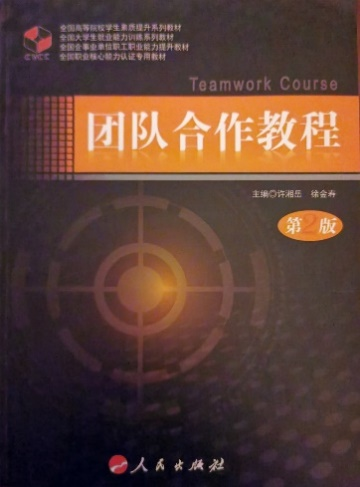 全国高等院校学生素质提升系列教材
全国大学生就业能力训练系列教材
全国企事业单位职工职业能力提升教材
全国职业核心能力认证专用教材
CVCC
Teamwork Course
团队合作教程
主编◎许湘岳 徐金寿
第2版
人民出版社